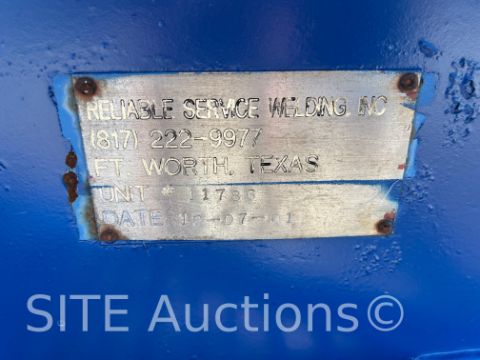 RELIABLE SERVICE WELDING INC
(817) 222-9977
FT. WORTH, TEXAS
UNIT #
DATE
SITE Auctions©